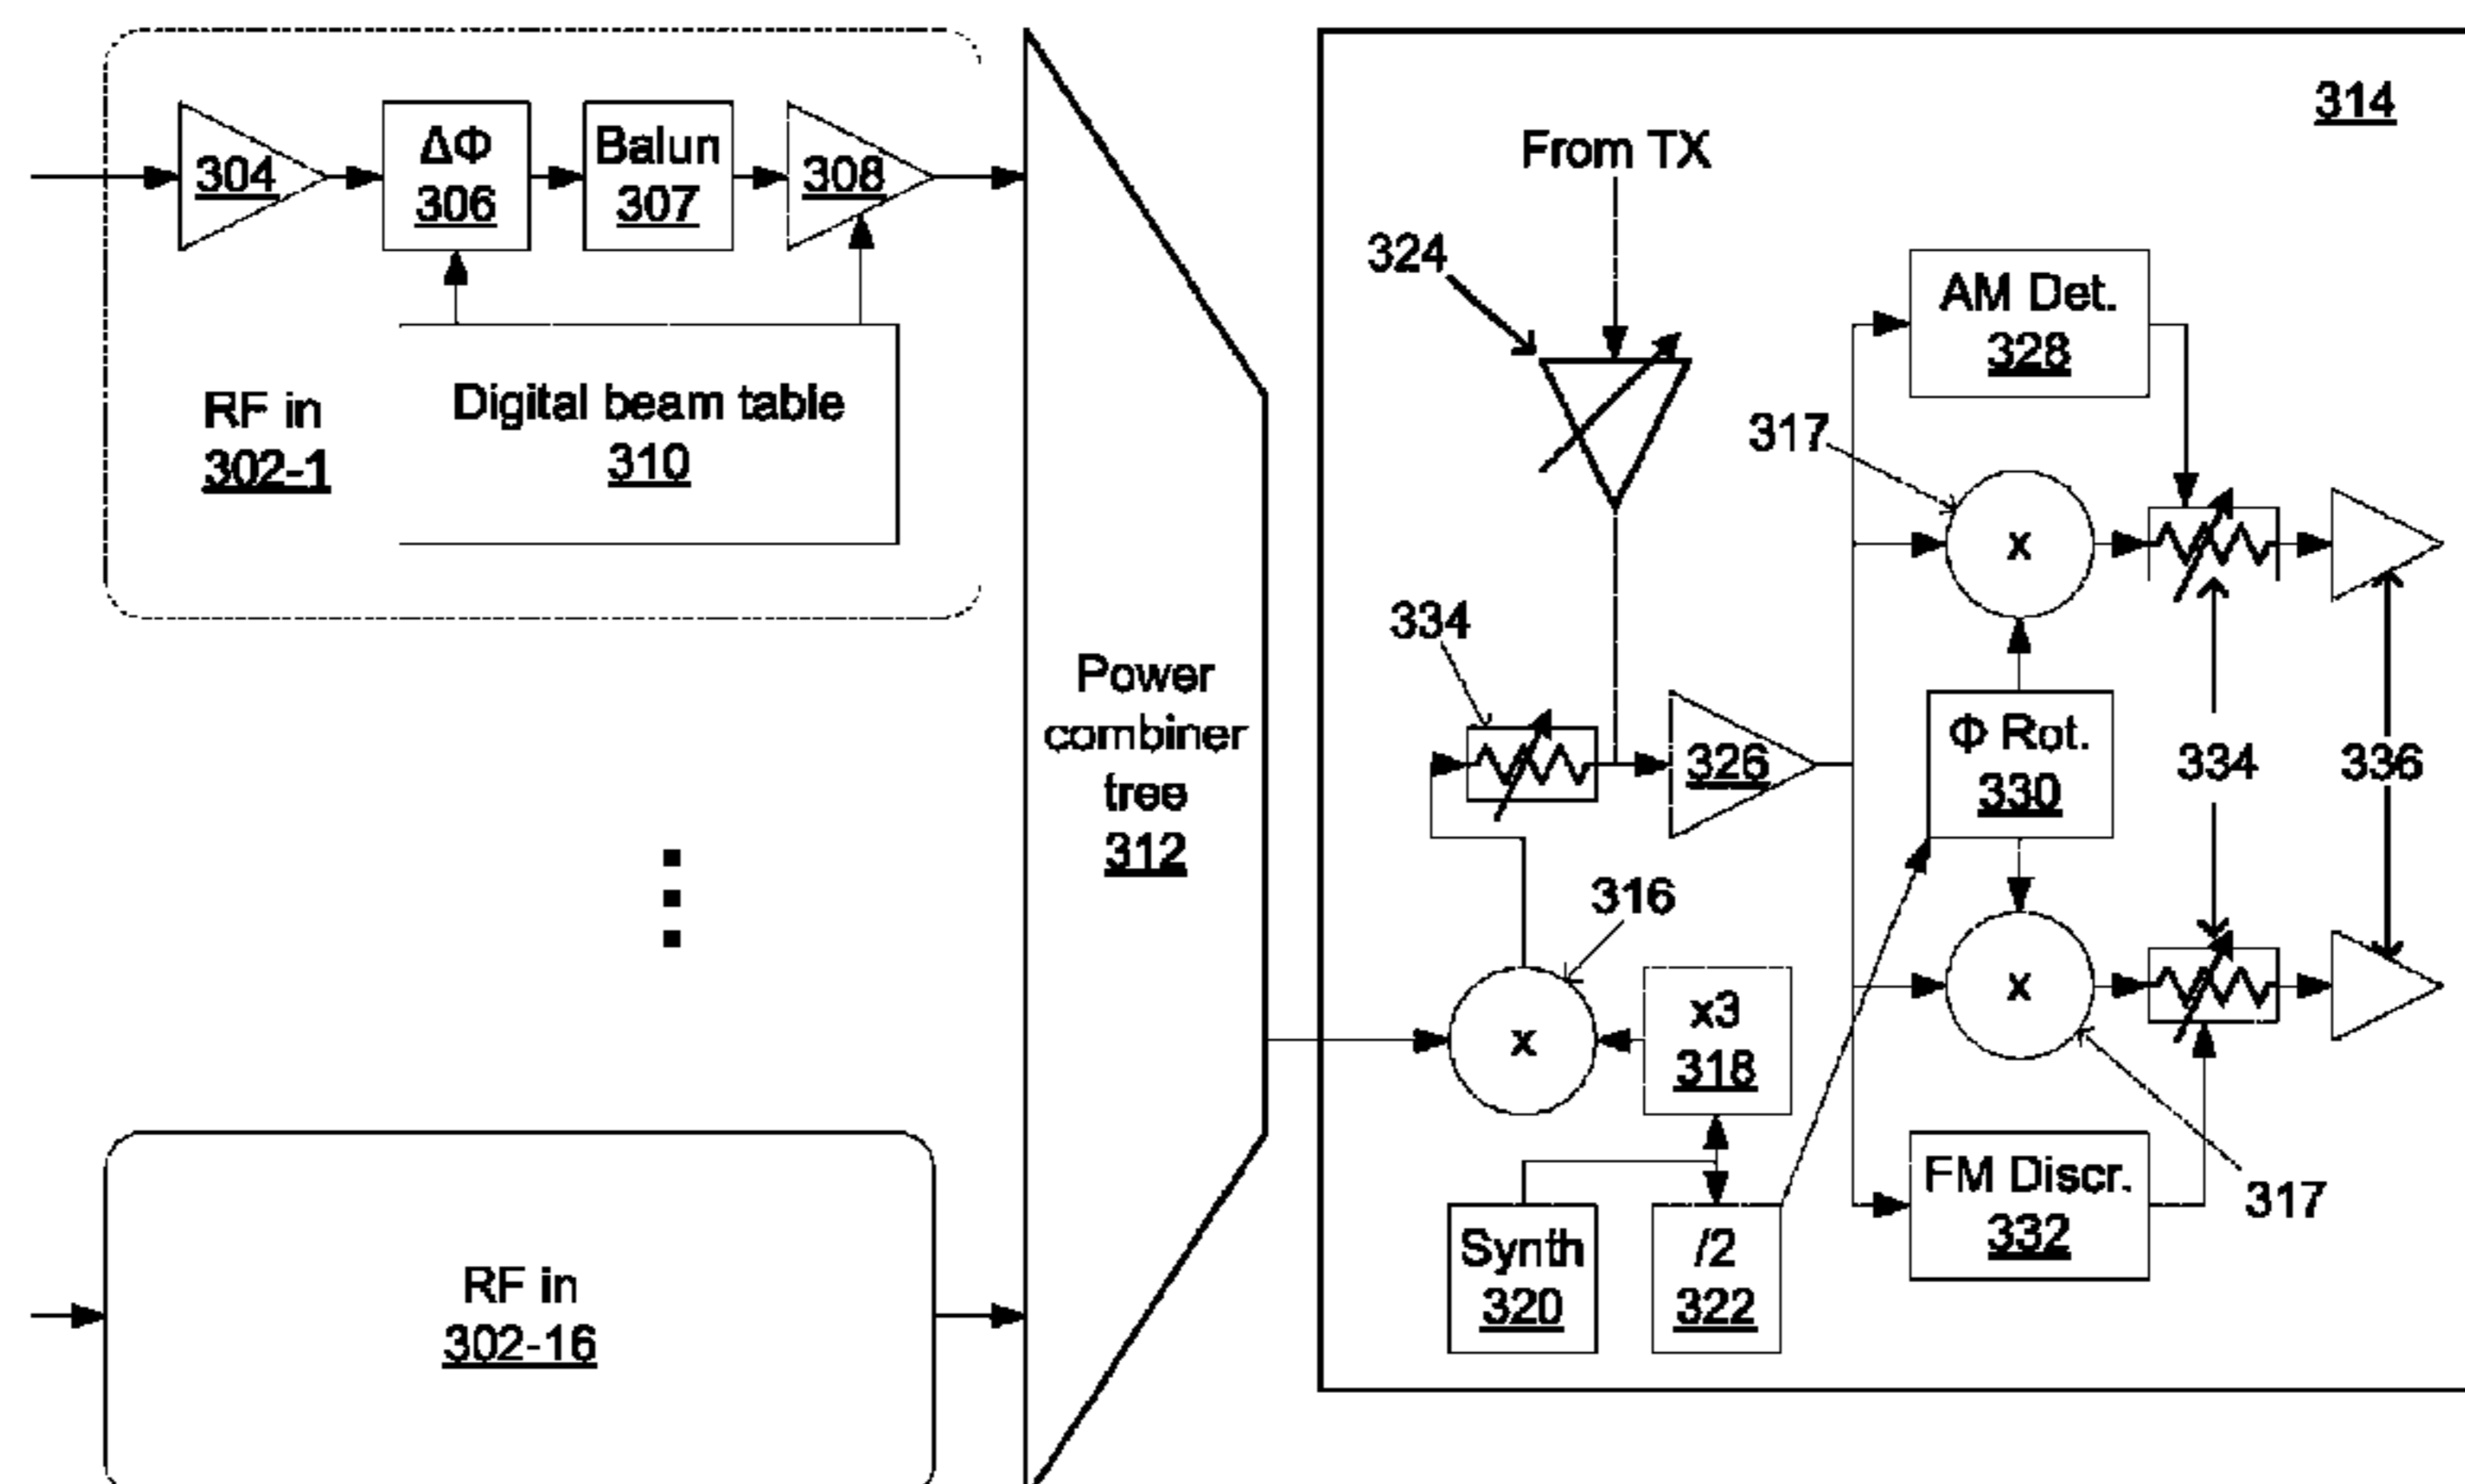 304
ΔΦ
306
Balun
307
308
RF in
302-1
Digital beam table
310
Power
combiner
tree
312
RF in
302-16
314
From TX
324
AM Det.
328
317
x
334
326
Φ Rot.
330
334
336
316
x
x3
318
x
317
Synth
320
/2
322
FM Discr.
332